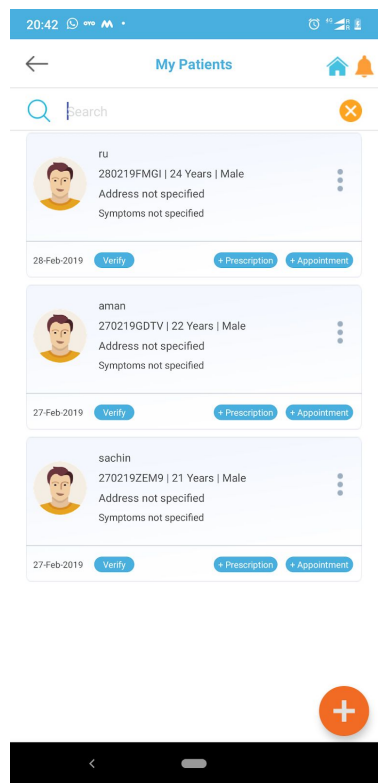 20:42
My Patients
Search
ru
280219FMGI | 24 Years | Male
Address not specified
Symptoms not specified
28-Feb-2019 Verify + Prescription + Appointment
aman
270219GDTV | 22 Years | Male
Address not specified
Symptoms not specified
27-Feb-2019 Verify + Prescription + Appointment
sachin
270219ZEM9 | 21 Years | Male
Address not specified
Symptoms not specified
27-Feb-2019 Verify + Prescription + Appointment